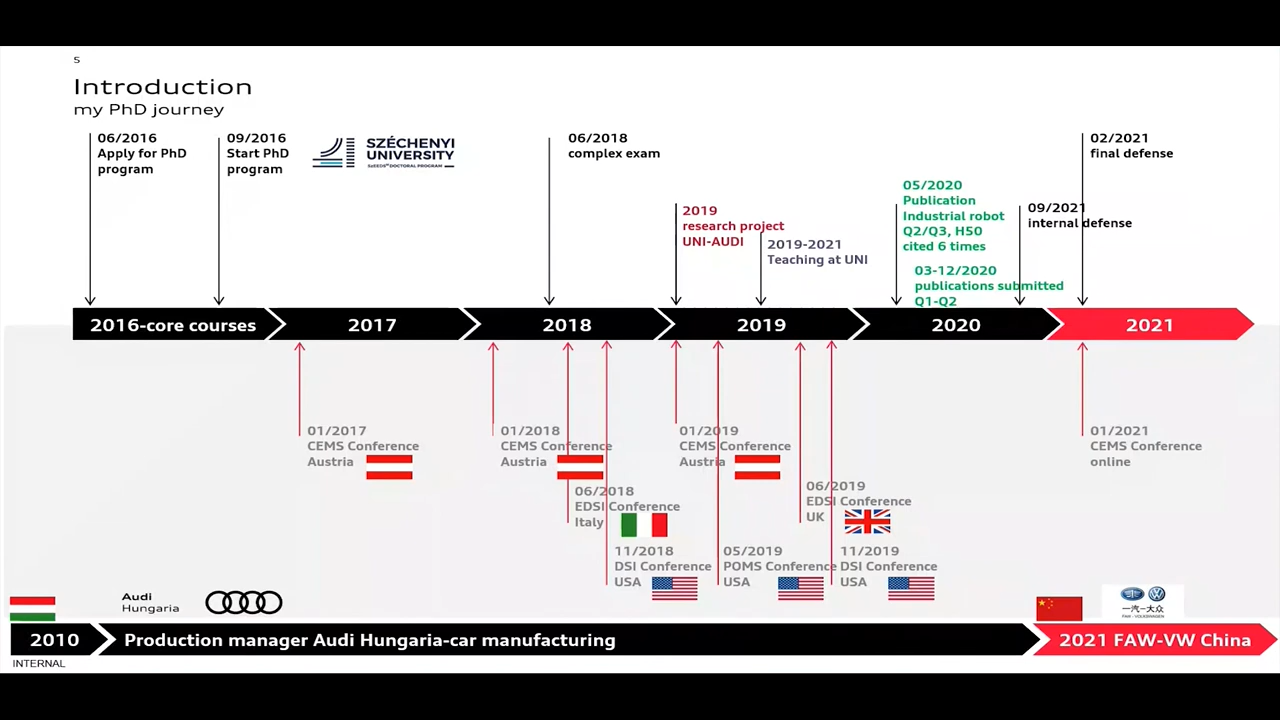 s
Introduction
my PhD journey
06/2016
Apply for PhD
program
09/2016
Start PhD
program
SZÉCHENYI
UNIVERSITY
SzEEDSM DOCTORAL PROGRAM
06/2018
complex exam
02/2021
final defense
2019
research project
UNI-AUDI
2019-2021
Teaching at UNI
05/2020
Publication
Industrial robot
Q2/Q3, H50
cited 6 times
03-12/2020
publications submitted
Q1-Q2
09/2021
internal defense
2016-core courses
2017
2018
2019
2020
2021
01/2017
CEMS Conference
Austria
01/2018
CEMS Conference
Austria
06/2018
EDSI Conference
Italy
11/2018
DSI Conference
USA
01/2019
CEMS Conference
Austria
05/2019
POMS Conference
USA
06/2019
EDSI Conference
UK
11/2019
DSI Conference
USA
01/2021
CEMS Conference
online
Audi
Hungaria
一汽-大众
FAW-VOLKSWAGEN
2010
Production manager Audi Hungaria-car manufacturing
2021 FAW-VW China
INTERNAL